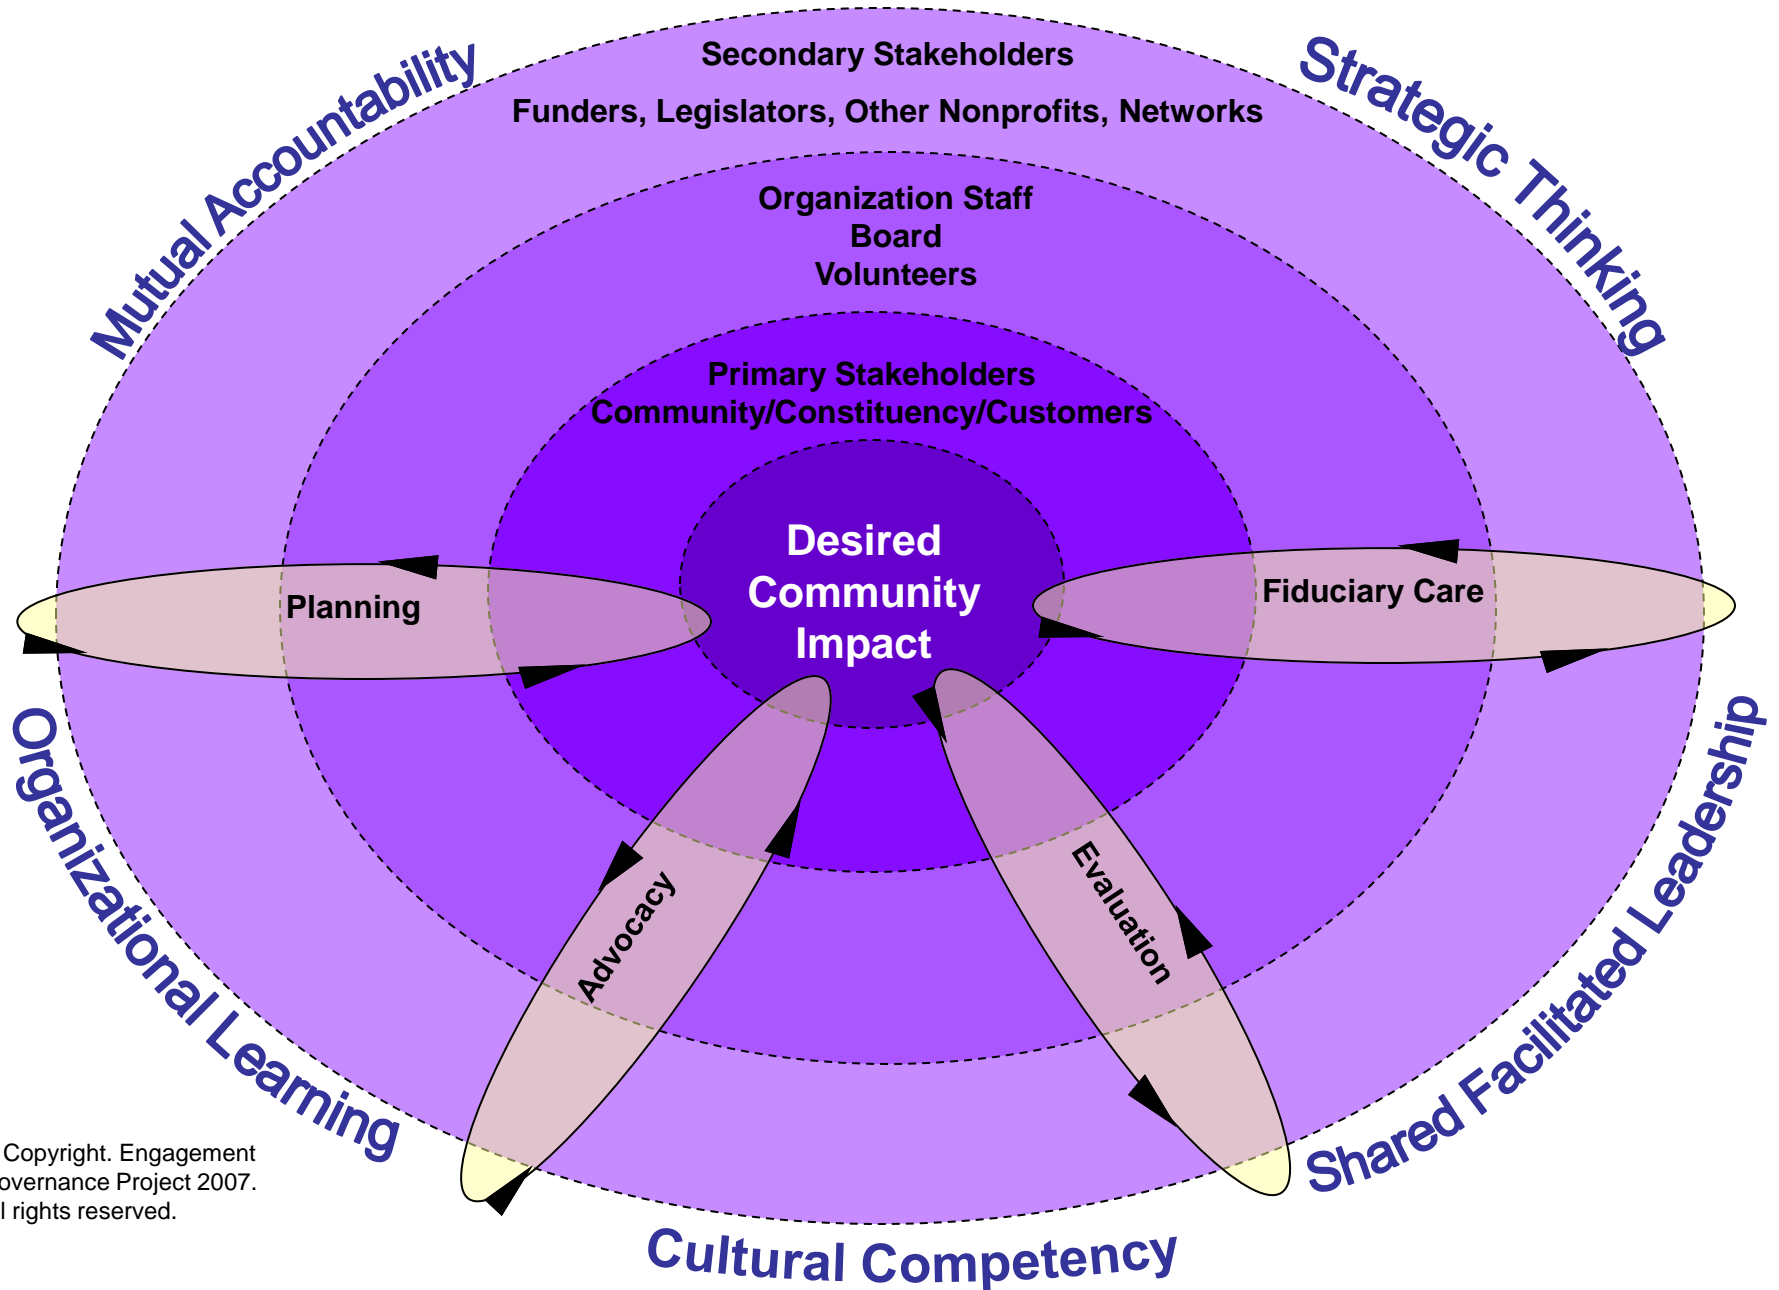 Mutual Accountability
Strategic Thinking
Secondary Stakeholders
Funders, Legislators, Other Nonprofits, Networks
Organization Staff
Board
Volunteers
Primary Stakeholders
Community/Constituency/Customers
Desired
Community
Impact
Planning
Fiduciary Care
Advocacy
Evaluation
Organizational Learning
Shared Facilitated Leadership
Cultural Competency
Copyright. Engagement
overnance Project 2007.
l rights reserved.